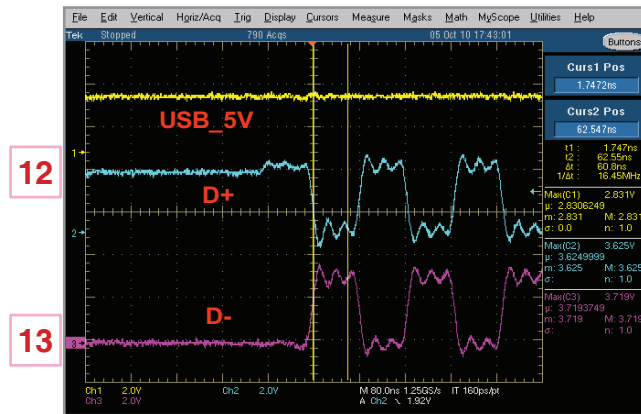 File Edit Vertical Horiz/Acq Trig Display Cursors Measure Masks Math MyScope Utilities Help
Tek Stopped 790 Acqs 05 Oct 10 17:43:01 Buttons
Curs1 Pos
1.7472ns
Curs2 Pos
62.547ns
t1 : 1.747ns
t2 : 62.55ns
Δt : 60.8ns
1/Δt : 16.45MHz
USB_5V
1
12
D+
2
D-
13
3
Max(C1) 2.831V
μ: 2.8306249
m: 2.831 M: 2.831
σ: 0.0 n: 1.0
Max(C2) 3.625V
μ: 3.6249999
m: 3.625 M: 3.625
σ: n: 1.0
Max(C3) 3.719V
μ: 3.7193749
m: 3.719 M: 3.719
σ: n: 1.0
Ch1 2.0V Ch2 2.0V M 80.0ns 1.25GS/s IT 160ps/pt
Ch3 2.0V A Ch2 \ 1.92V